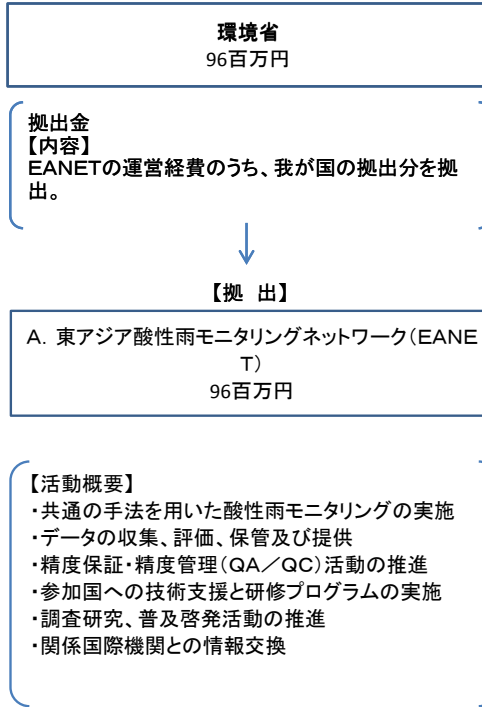 環境省
96百万円
拠出金
【内容】
EANETの運営経費のうち、我が国の拠出分を拠
出。
【拠 出】
A. 東アジア酸性雨モニタリングネットワーク(EANE
T)
96百万円
【活動概要】
・共通の手法を用いた酸性雨モニタリングの実施
・データの収集、評価、保管及び提供
・精度保証・精度管理(QA/QC)活動の推進
・参加国への技術支援と研修プログラムの実施
・調査研究、普及啓発活動の推進
・関係国際機関との情報交換